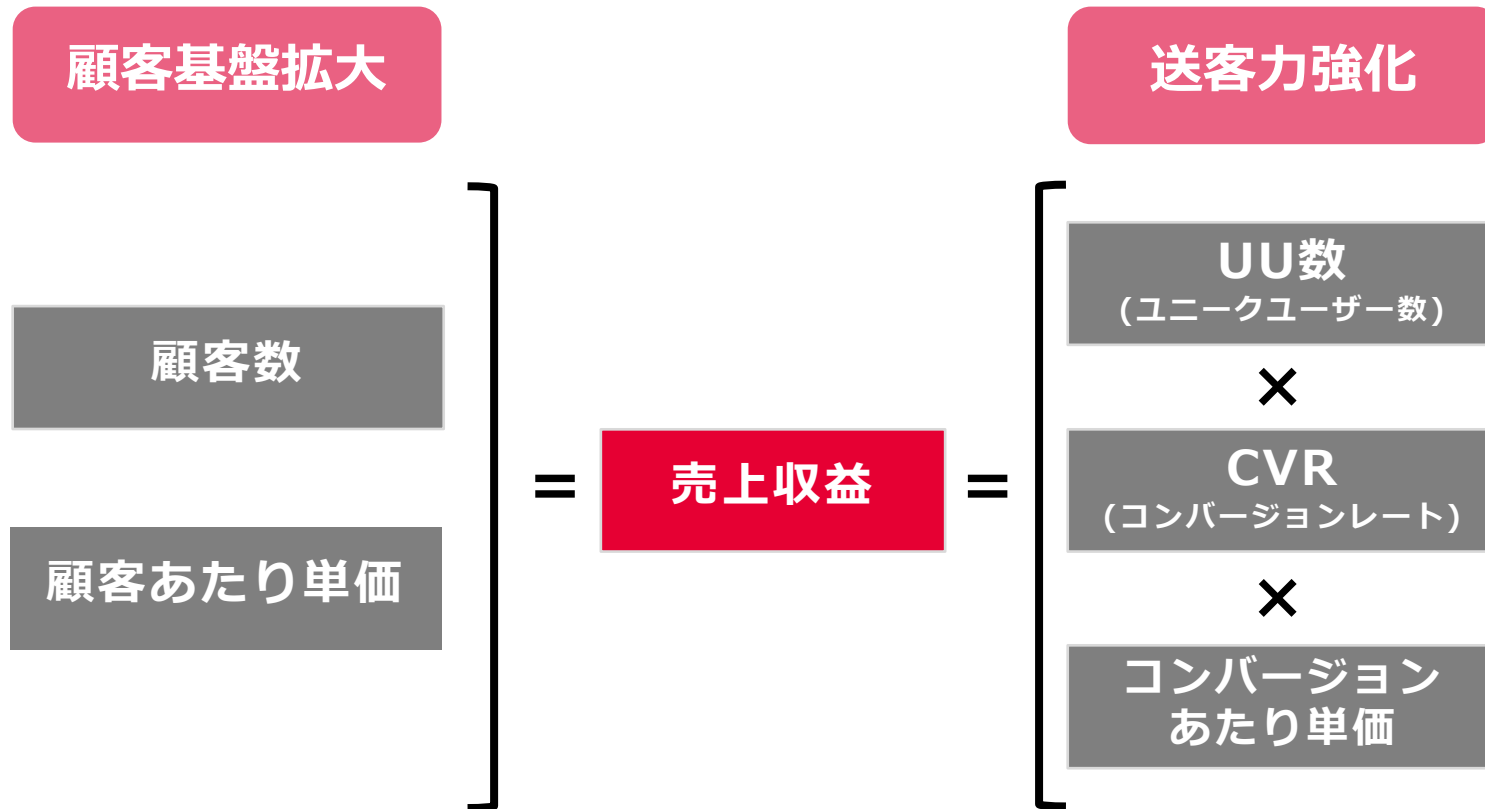 顧客基盤拡大
送客力強化
顧客数
顧客あたり単価
=
売上収益
=
UU数
(ユニークユーザー数)
×
CVR
(コンバージョンレート)
×
コンバージョン
あたり単価